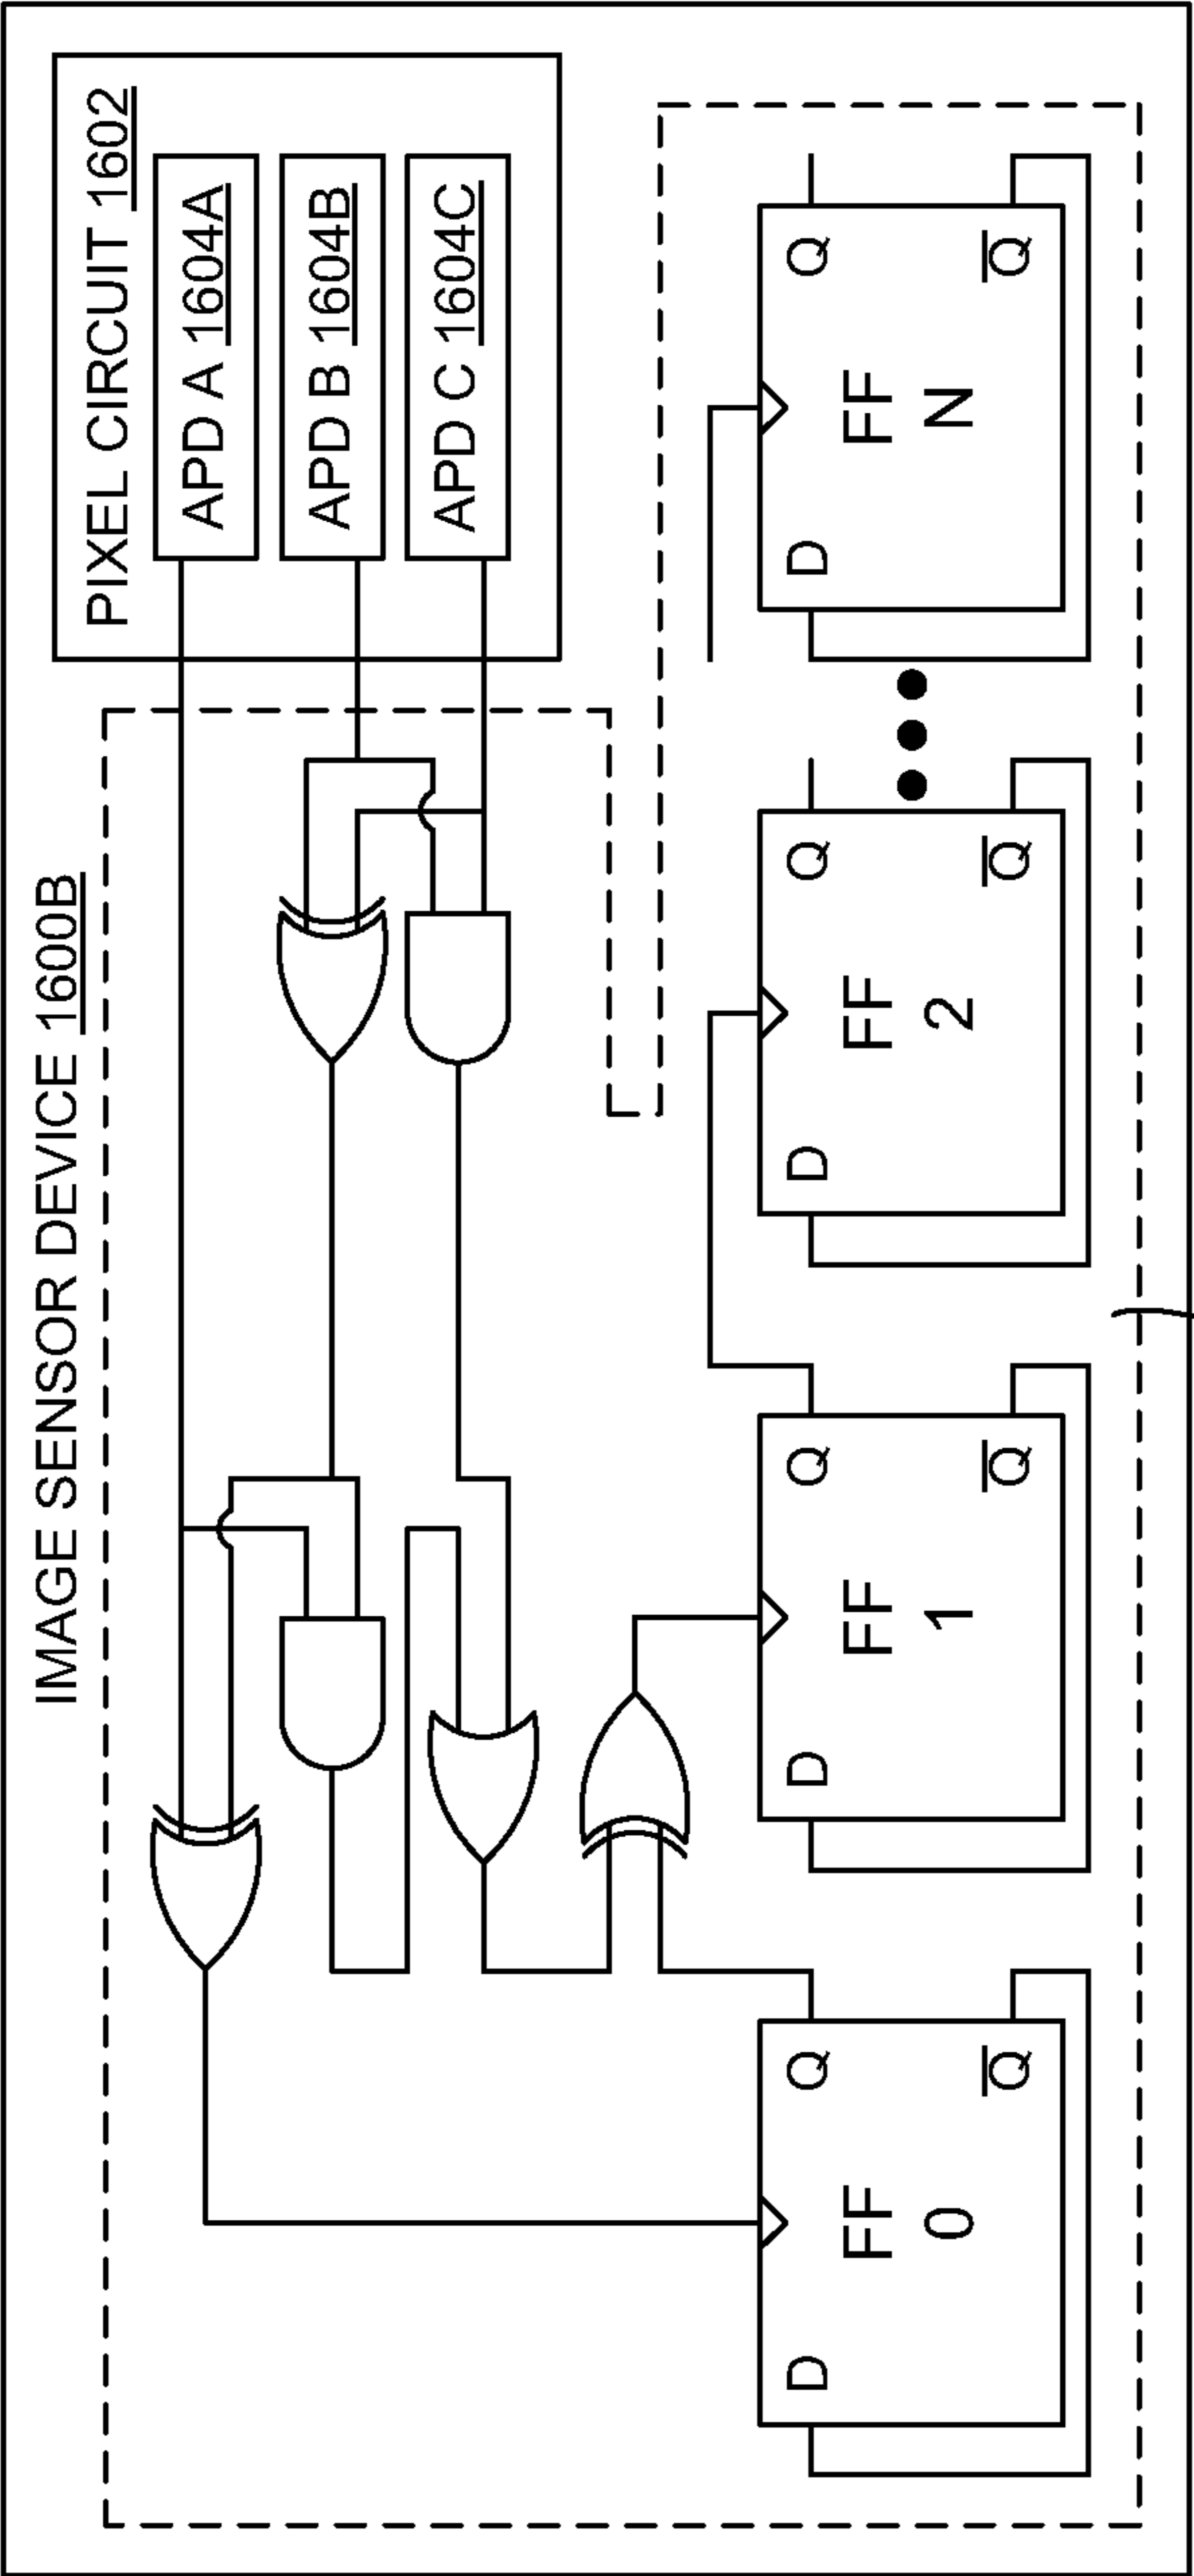 IMAGE SENSOR DEVICE 1600B
PIXEL CIRCUIT 1602
APD A 1604A
APD B 1604B
APD C 1604C
D Q
FF
0
Q
D Q
FF
1
Q
D Q
FF
2
Q
D Q
FF
N
Q